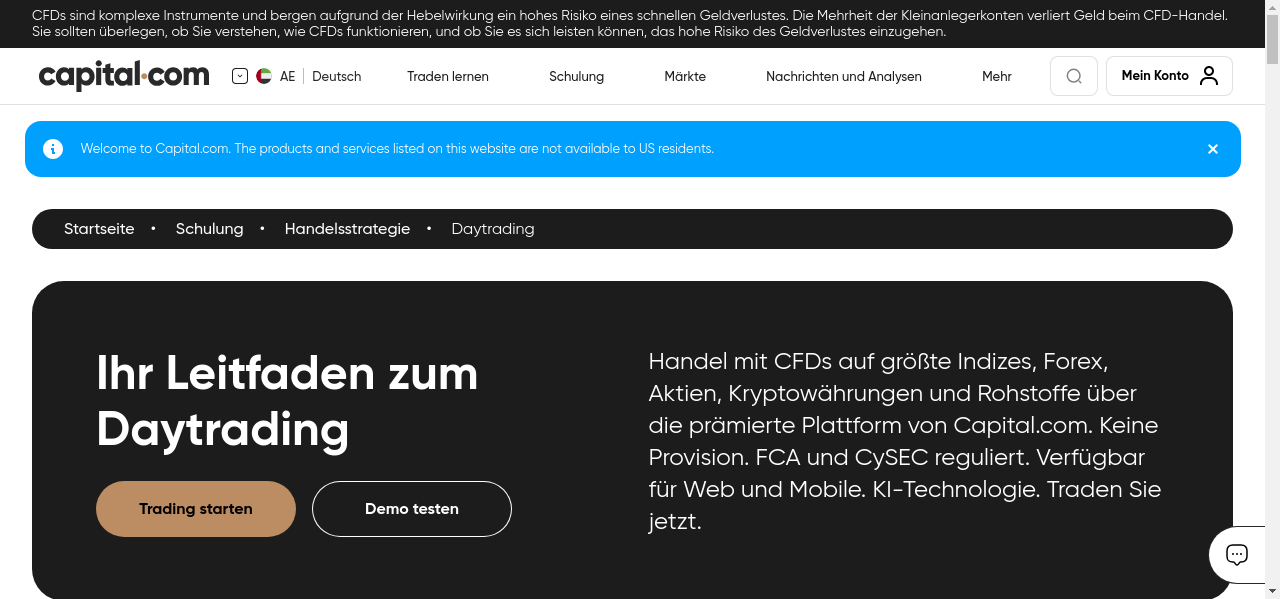 CFDs sind komplexe Instrumente und bergen aufgrund der Hebelwirkung ein hohes Risiko eines schnellen Geldverlustes. Die Mehrheit der Kleinanlegerkonten verliert Geld beim CFD-Handel.
Sie sollten überlegen, ob Sie verstehen, wie CFDs funktionieren, und ob Sie es sich leisten können, das hohe Risiko des Geldverlustes einzugehen.
capital.com AE Deutsch Traden lernen Schulung Märkte Nachrichten und Analysen Mehr Mein Konto
Welcome to Capital.com. The products and services listed on this website are not available to US residents.
Startseite • Schulung • Handelsstrategie • Daytrading
Ihr Leitfaden zum
Daytrading
Trading starten Demo testen
Handel mit CFDs auf größte Indizes, Forex,
Aktien, Kryptowährungen und Rohstoffe über
die prämierte Plattform von Capital.com. Keine
Provision. FCA und CySEC reguliert. Verfügbar
für Web und Mobile. KI-Technologie. Traden Sie
jetzt.